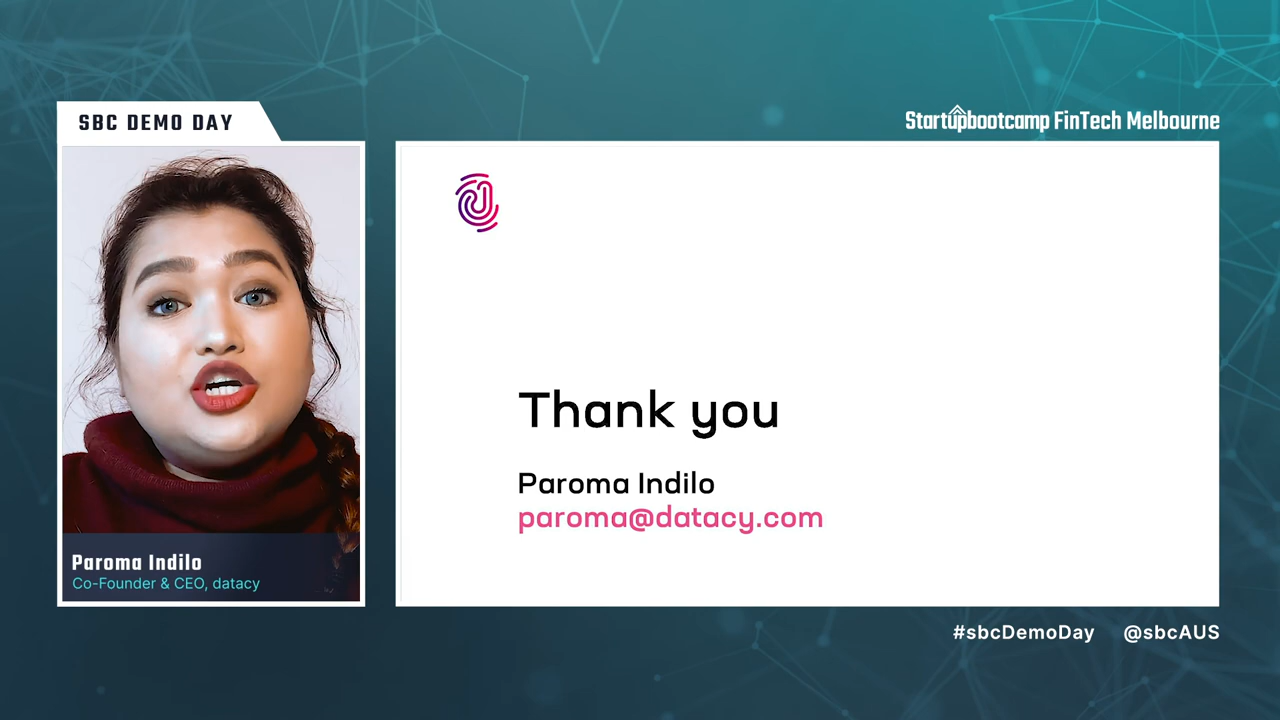 SBC DEMO DAY
Startupbootcamp FinTech Melbourne
Thank you
Paroma Indilo
paroma@datacy.com
Paroma Indilo
Co-Founder & CEO, datacy
#sbcDemoDay @sbcAUS